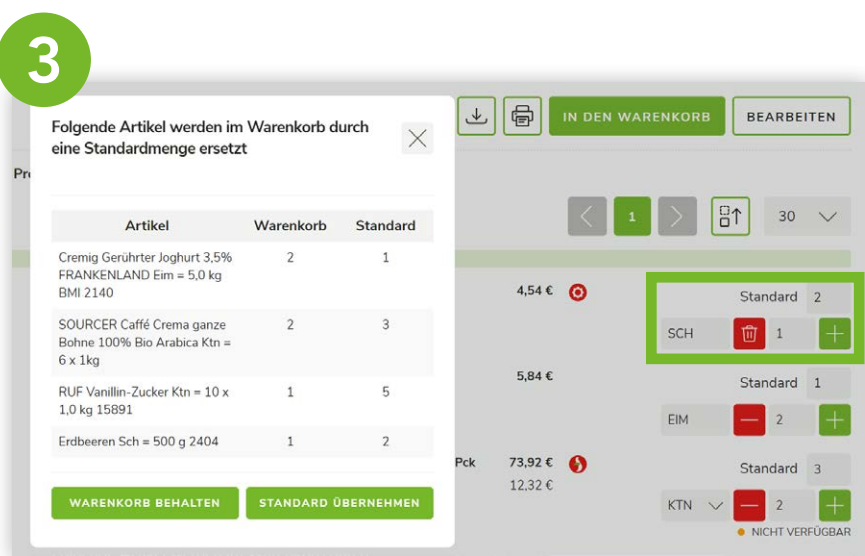 3
Folgende Artikel werden im Warenkorb durch
eine Standardmenge ersetzt
IN DEN WARENKORB
BEARBEITEN
1
30
Artikel Warenkorb Standard
Cremig Gerührter Joghurt 3,5% 2 1
FRANKENLAND Eim = 5,0 kg
BMI 2140
SOURCER Caffé Crema ganze 2 3
Bohne 100% Bio Arabica Ktn =
6 x 1kg
RUF Vanillin-Zucker Ktn = 10 x 1 5
1,0 kg 15891
Erdbeeren Sch = 500 g 2404 1 2
WARENKORB BEHALTEN
STANDARD ÜBERNEHMEN
4,54 €
Standard 2
SCH 1
5,84 €
Standard 1
EIM 2
Pck 73,92 €
12,32 €
Standard 3
KTN 2
NICHT VERFÜGBAR